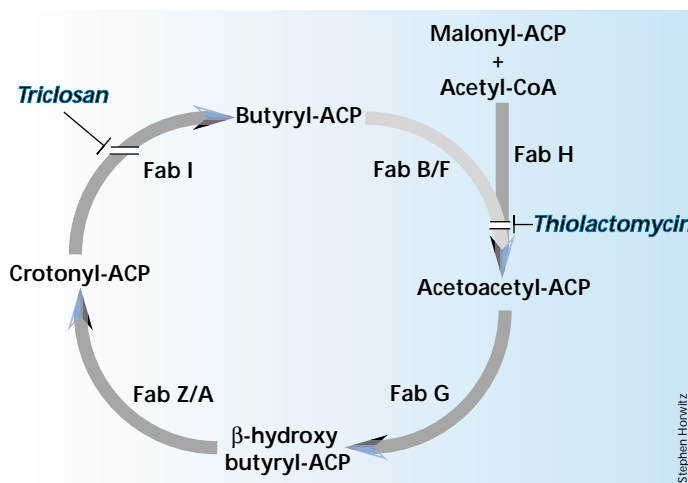 Malonyl-ACP
+
Acetyl-CoA
Triclosan
Butyryl-ACP
Fab H
Fab I
Fab B/F
Thiolactomycin
Crotonyl-ACP
Acetoacetyl-ACP
Fab Z/A
Fab G
β-hydroxy
butyryl-ACP
Stephen Horwitz